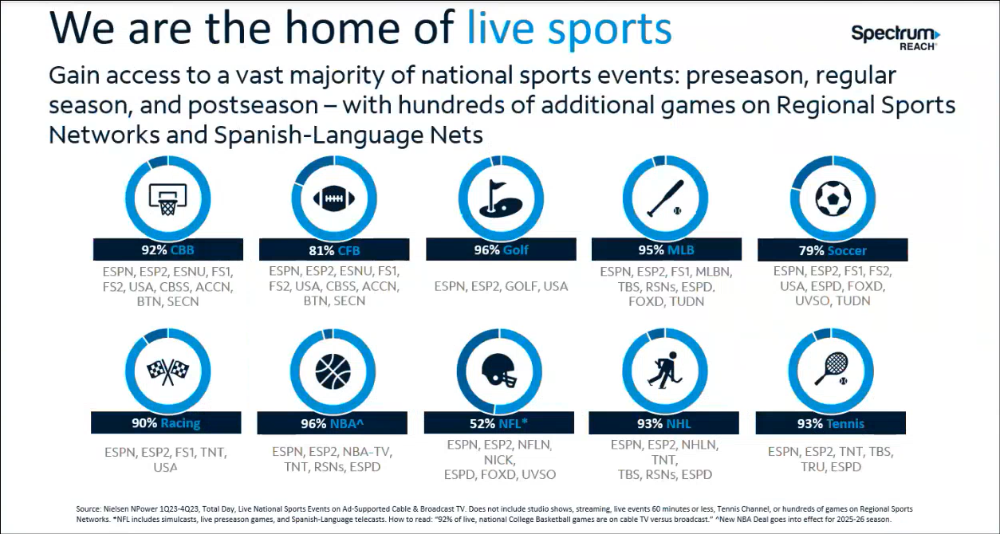 We are the home of live sports
Spectrum
REACH®
Gain access to a vast majority of national sports events: preseason, regular
season, and postseason – with hundreds of additional games on Regional Sports
Networks and Spanish-Language Nets
92% CBB
ESPN, ESP2, ESNU, FS1,
FS2, USA, CBSS, ACCN,
BTN, SECN
81% CFB
ESPN, ESP2, ESNU, FS1,
FS2, USA, CBSS, ACCN,
BTN, SECN
96% Golf
ESPN, ESP2, GOLF, USA
95% MLB
ESPN, ESP2, FS1, MLBN,
TBS, RSNs, ESPD.
FOXD, TUDN
79% Soccer
ESPN, ESP2, FS1, FS2,
USA, ESPD, FOXD,
UVSO, TUDN
90% Racing
ESPN, ESP2, FS1, TNT,
USA
96% NBA^
ESPN, ESP2, NBA-TV,
TNT, RSNs, ESPD
52% NFL*
ESPN, ESP2, NFLN,
NICK,
ESPD, FOXD, UVSO
93% NHL
ESPN, ESP2, NHLN,
TNT,
TBS, RSNs, ESPD
93% Tennis
ESPN, ESP2, TNT, TBS,
TRU, ESPD
Source: Nielsen NPower 1Q23-4Q23, Total Day, Live National Sports Events on Ad-Supported Cable & Broadcast TV. Does not include studio shows, streaming, live events 60 minutes or less, Tennis Channel, or hundreds of games on Regional Sports
Networks. *NFL includes simulcasts, live preseason games, and Spanish-Language telecasts. How to read: "92% of live, national College Basketball games are on cable TV versus broadcast." ^New NBA Deal goes into effect for 2025-26 season.